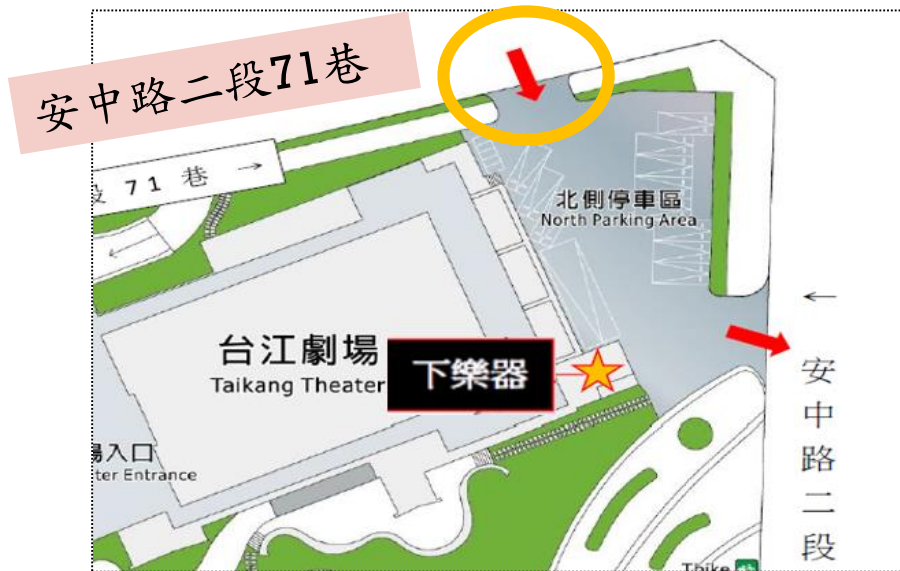 安中路二段71巷
段 71 巷 →
北側停車區
North Parking Area
台江劇場
Taikang Theater
下樂器
←
安中路二段
場入口
ter Entrance
Tbike